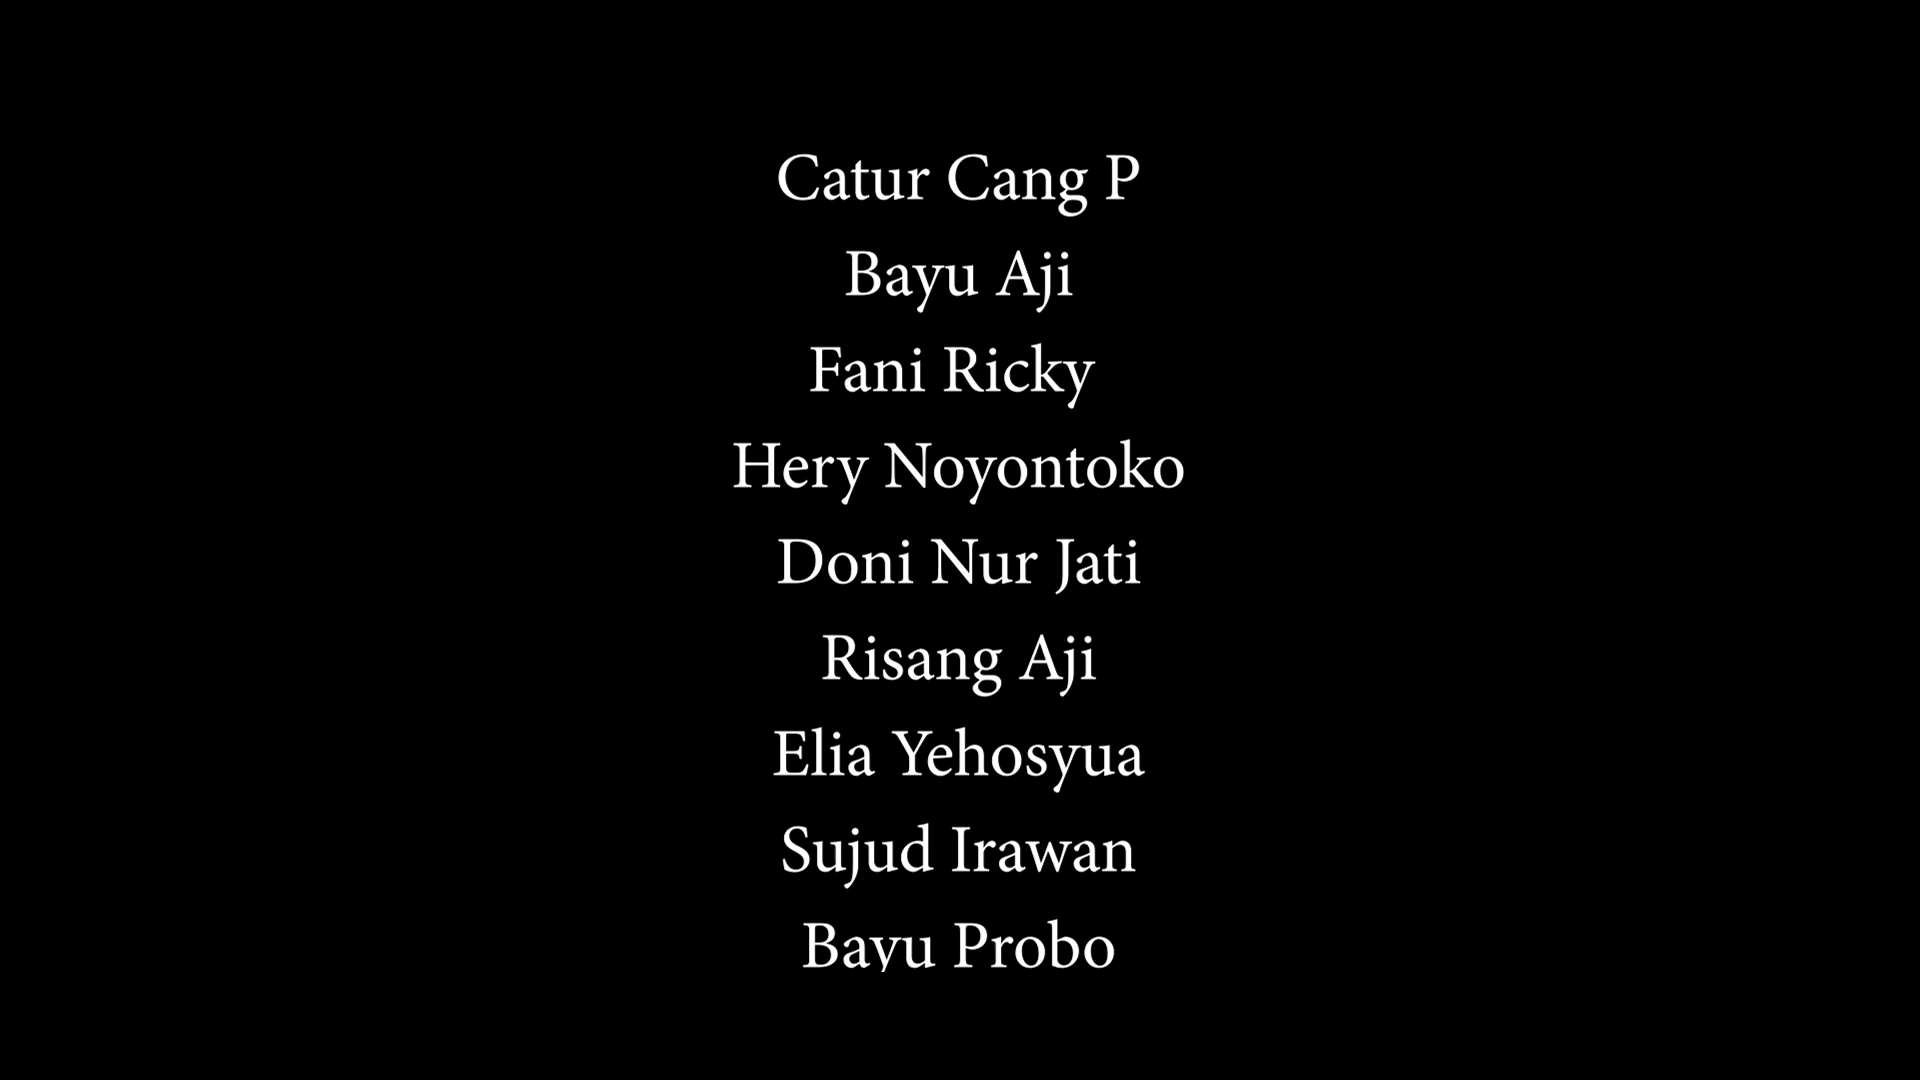 Catur Cang P
Bayu Aji
Fani Ricky
Hery Noyontoko
Doni Nur Jati
Risang Aji
Elia Yehosyua
Sujud Irawan
Bayu Probo